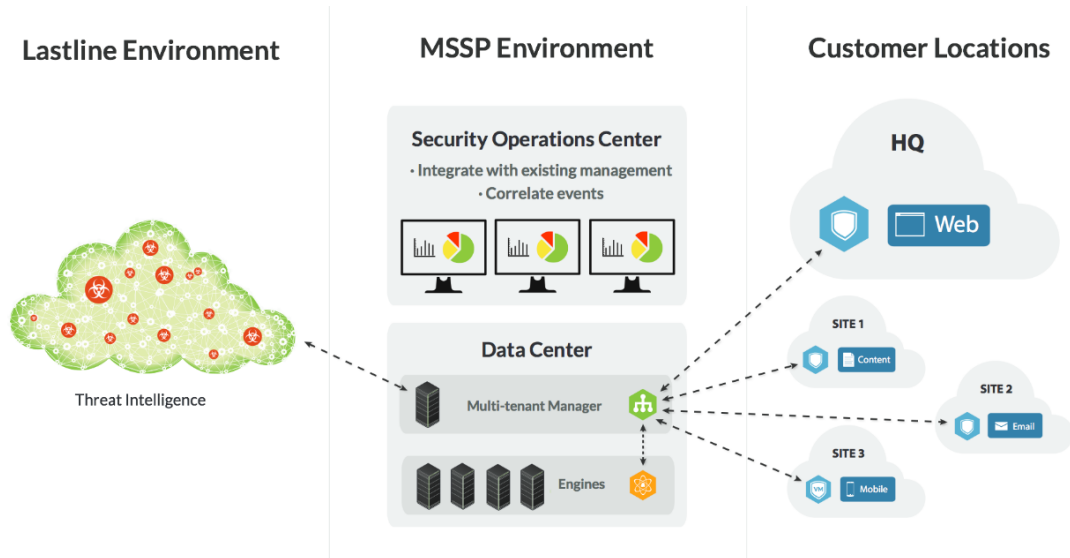 Lastline Environment
MSSP Environment
Customer Locations
Security Operations Center
· Integrate with existing management
· Correlate events
Threat Intelligence
Data Center
Multi-tenant Manager
Engines
HQ
Web
SITE 1
Content
SITE 2
Email
SITE 3
VM
Mobile